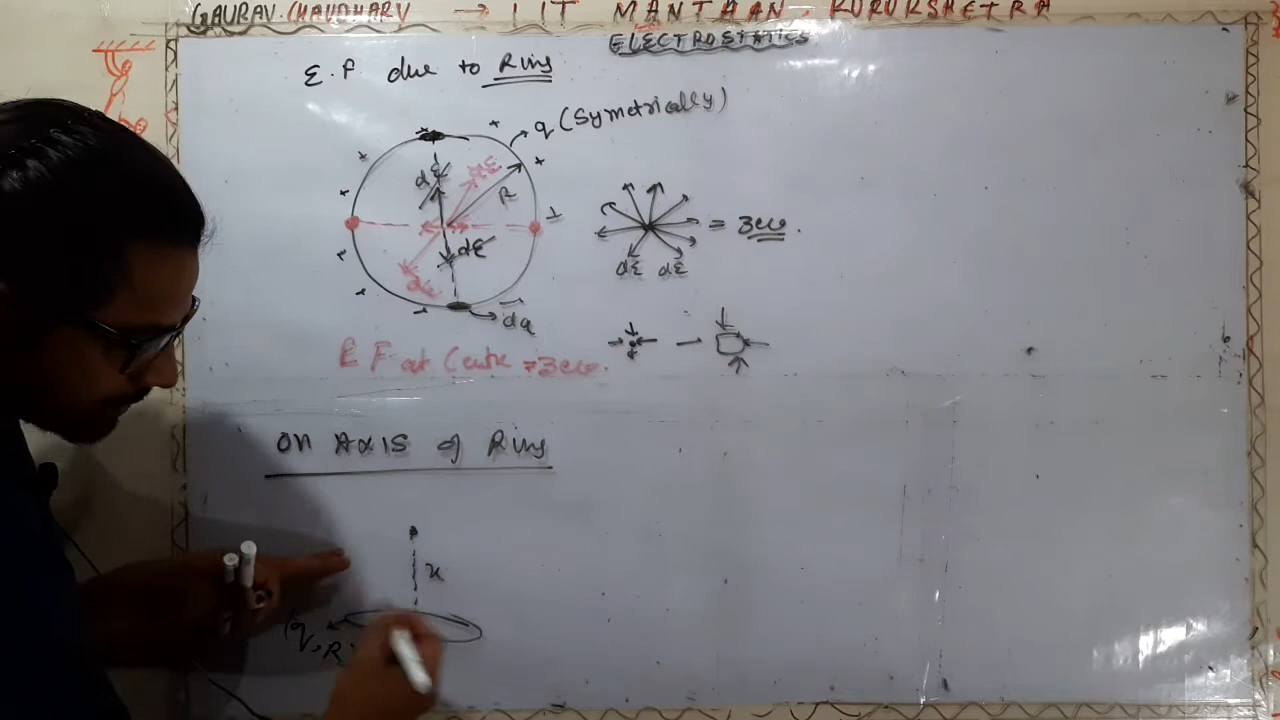 GAURAV. CHAUDHARY → IIT MANTHAN. KURUKSHETRA
ELECTROSTATICS
E.F due to Ring
q (Symetrically)
dE dE
R
dE
dE
dq
= zero.
dE dE
E F at Centre = zero.
ON AXIS of Ring
x
(q, R)